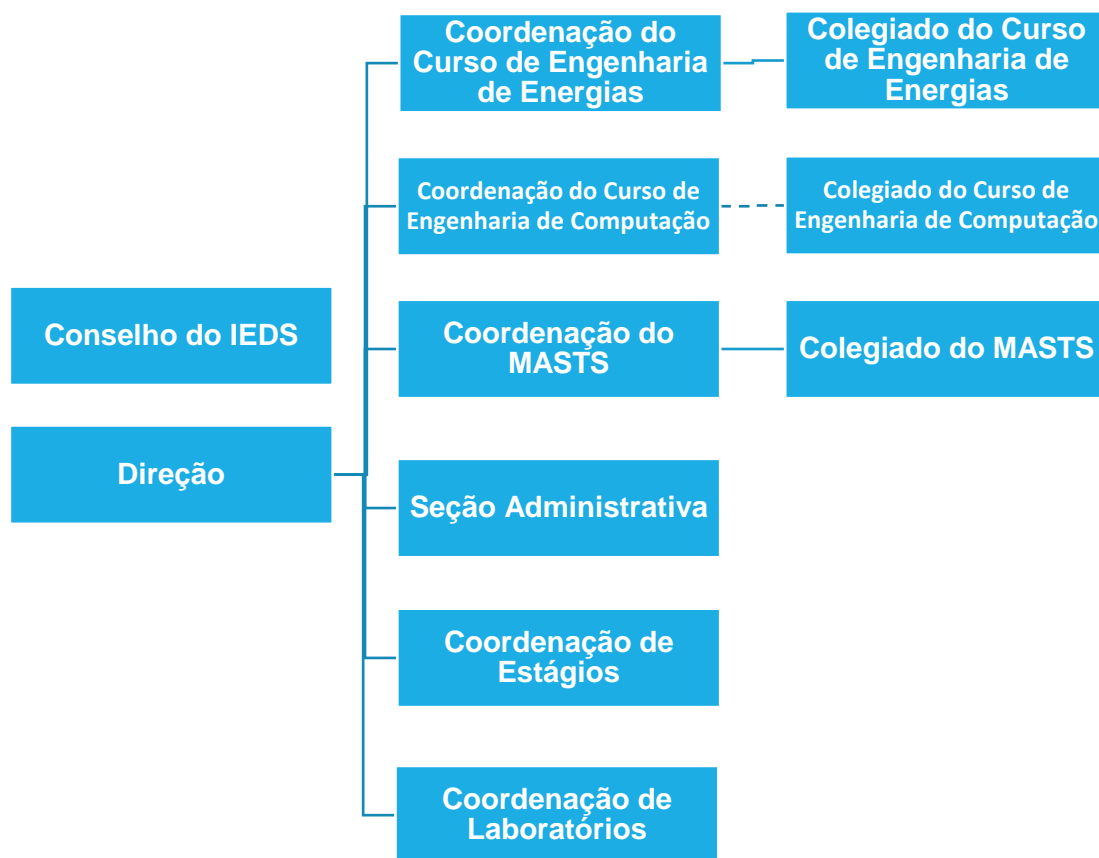 Coordenação do
Curso de Engenharia
de Energias
Colegiado do Curso
de Engenharia de
Energias
Coordenação do Curso de
Engenharia de Computação
Colegiado do Curso de
Engenharia de Computação
Conselho do IEDS
Coordenação do
MASTS
Colegiado do MASTS
Direção
Seção Administrativa
Coordenação de
Estágios
Coordenação de
Laboratórios